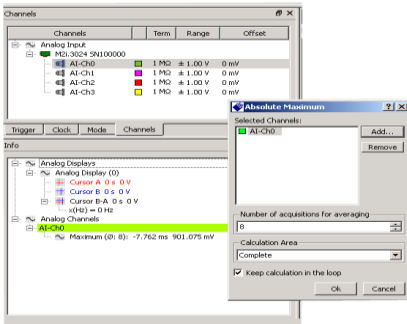 Channels
Channels Term Range Offset
Analog Input
M2i.3024 SN100000
AI-Ch0 1 MΩ ± 1.00 V 0 mV
AI-Ch1 1 MΩ ± 1.00 V 0 mV
AI-Ch2 1 MΩ ± 1.00 V 0 mV
AI-Ch3 1 MΩ ± 1.00 V 0 mV
Trigger Clock Mode Channels
Info
Analog Displays
Analog Display (0)
Cursor A 0 s 0 V
Cursor B 0 s 0 V
Cursor B-A 0 s 0 V
x(Hz) = 0 Hz
Analog Channels
AI-Ch0
Maximum (Ø: 8): -7.762 ms 901.075 mV
Absolute Maximum
Selected Channels:
AI-Ch0
Add...
Remove
Number of acquisitions for averaging
8
Calculation Area
Complete
Keep calculation in the loop
Ok Cancel